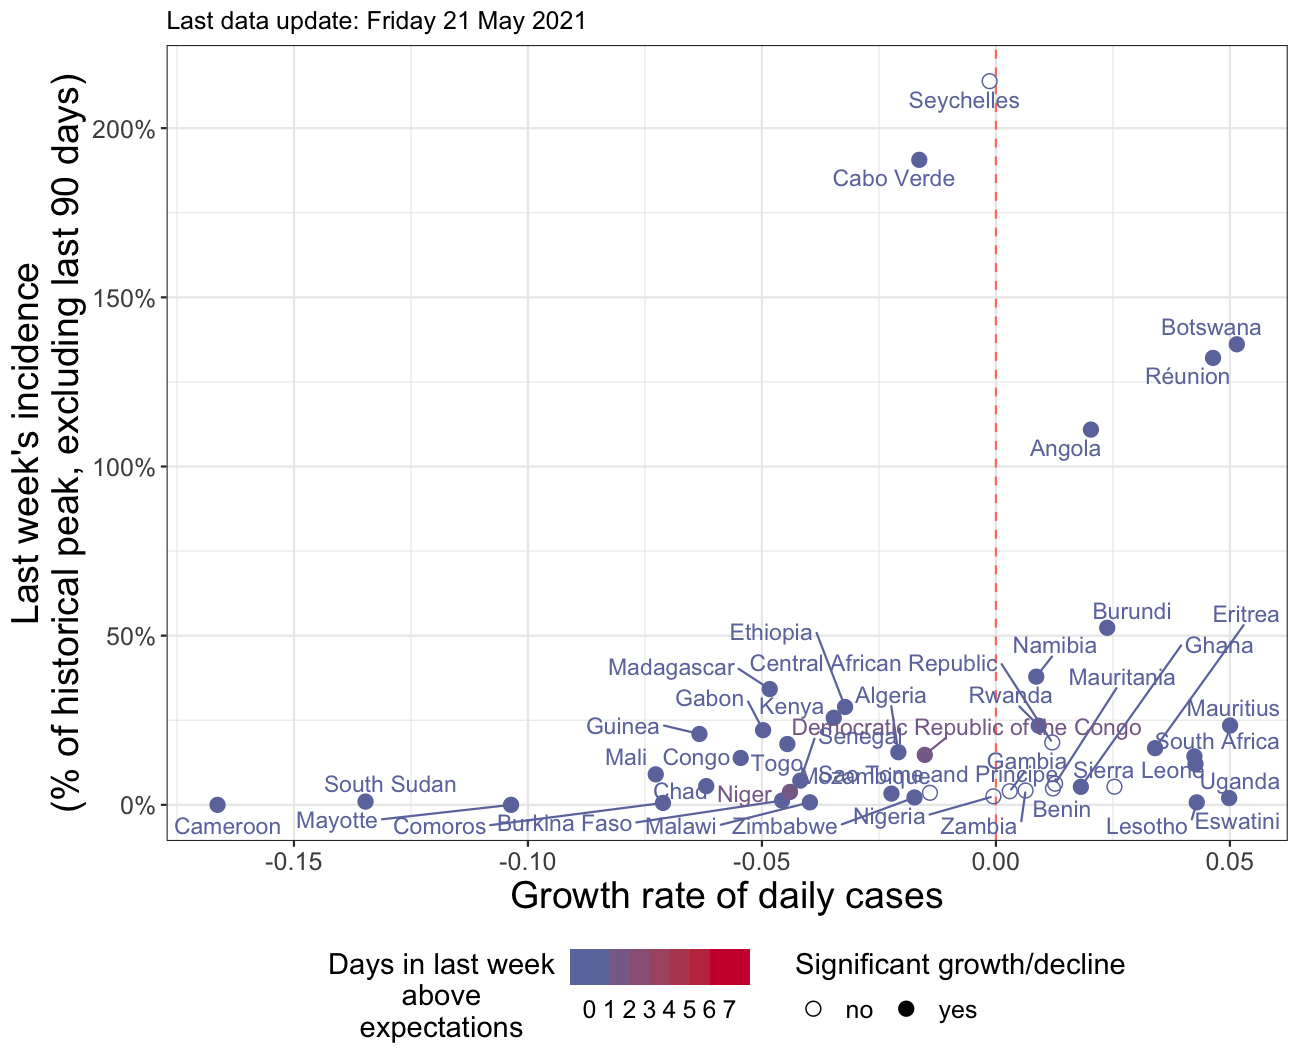 Last data update: Friday 21 May 2021
Last week's incidence
(% of historical peak, excluding last 90 days)
200%
150%
100%
50%
0%
Seychelles
Cabo Verde
Botswana
Réunion
Angola
Burundi
Eritrea
Ethiopia
Namibia
Ghana
Madagascar
Central African Republic
Mauritania
Gabon
Kenya
Algeria
Rwanda
Mauritius
Guinea
Democratic Republic of the Congo
Senegal
South Africa
Mali
Congo
Togo
Gambia
Sierra Leone
Mozambique
Sao Tome and Principe
Uganda
South Sudan
Chad
Niger
Benin
Cameroon
Mayotte
Comoros
Burkina Faso
Malawi
Zimbabwe
Nigeria
Zambia
Lesotho
Eswatini
-0.15
-0.10
-0.05
0.00
0.05
Growth rate of daily cases
Days in last week
above
expectations
0 1 2 3 4 5 6 7
Significant growth/decline
no
yes